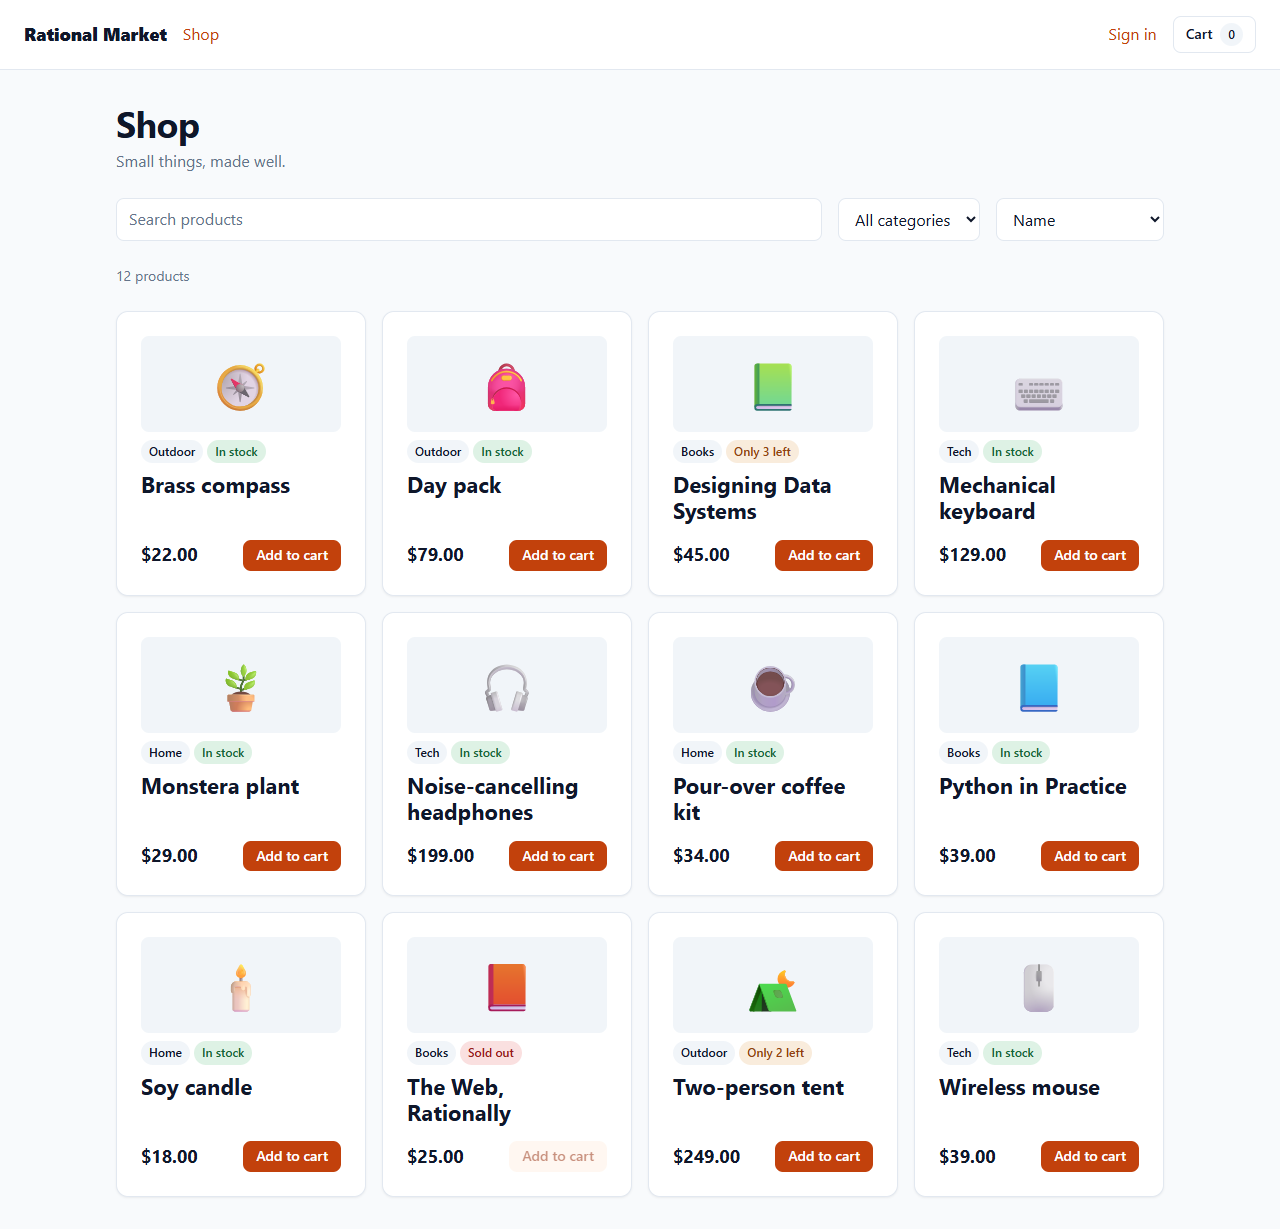 Rational Market Shop Sign in Cart 0
Shop
Small things, made well.
Search products All categories Name
12 products
Outdoor In stock
Brass compass
$22.00 Add to cart
Outdoor In stock
Day pack
$79.00 Add to cart
Books Only 3 left
Designing Data
Systems
$45.00 Add to cart
Tech In stock
Mechanical
keyboard
$129.00 Add to cart
Home In stock
Monstera plant
$29.00 Add to cart
Tech In stock
Noise-cancelling
headphones
$199.00 Add to cart
Home In stock
Pour-over coffee
kit
$34.00 Add to cart
Books In stock
Python in Practice
$39.00 Add to cart
Home In stock
Soy candle
$18.00 Add to cart
Books Sold out
The Web,
Rationally
$25.00 Add to cart
Outdoor Only 2 left
Two-person tent
$249.00 Add to cart
Tech In stock
Wireless mouse
$39.00 Add to cart